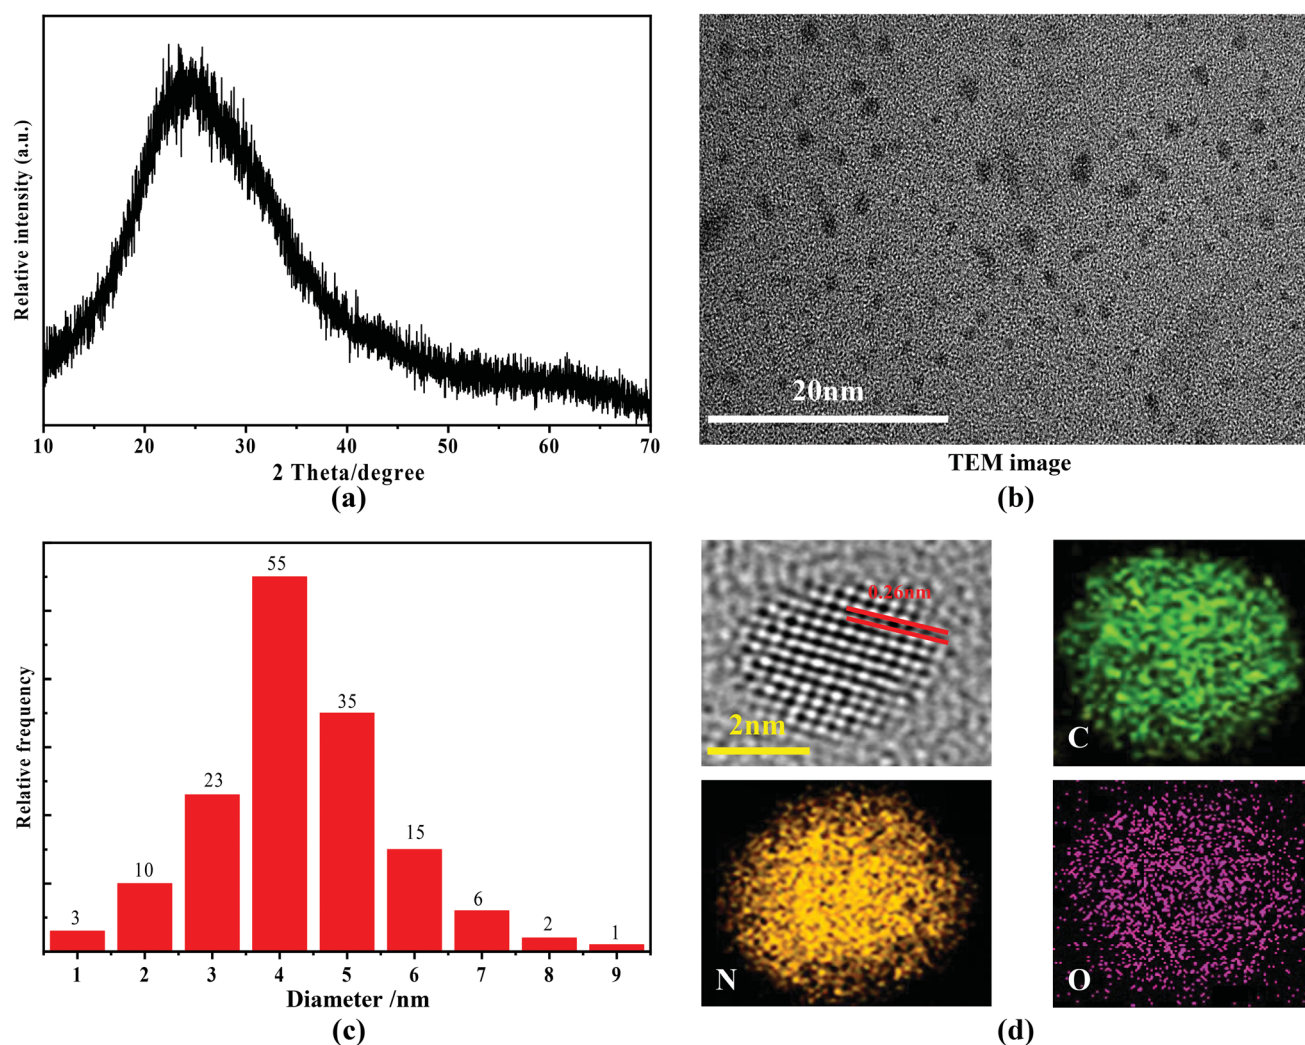 Relative intensity (a.u.)
10 20 30 40 50 60 70
2 Theta/degree
(a)
20nm
TEM image
(b)
Relative frequency
3 10 23 55 35 15 6 2 1
1 2 3 4 5 6 7 8 9
Diameter /nm
(c)
0.26nm
2nm
C
N
O
(d)